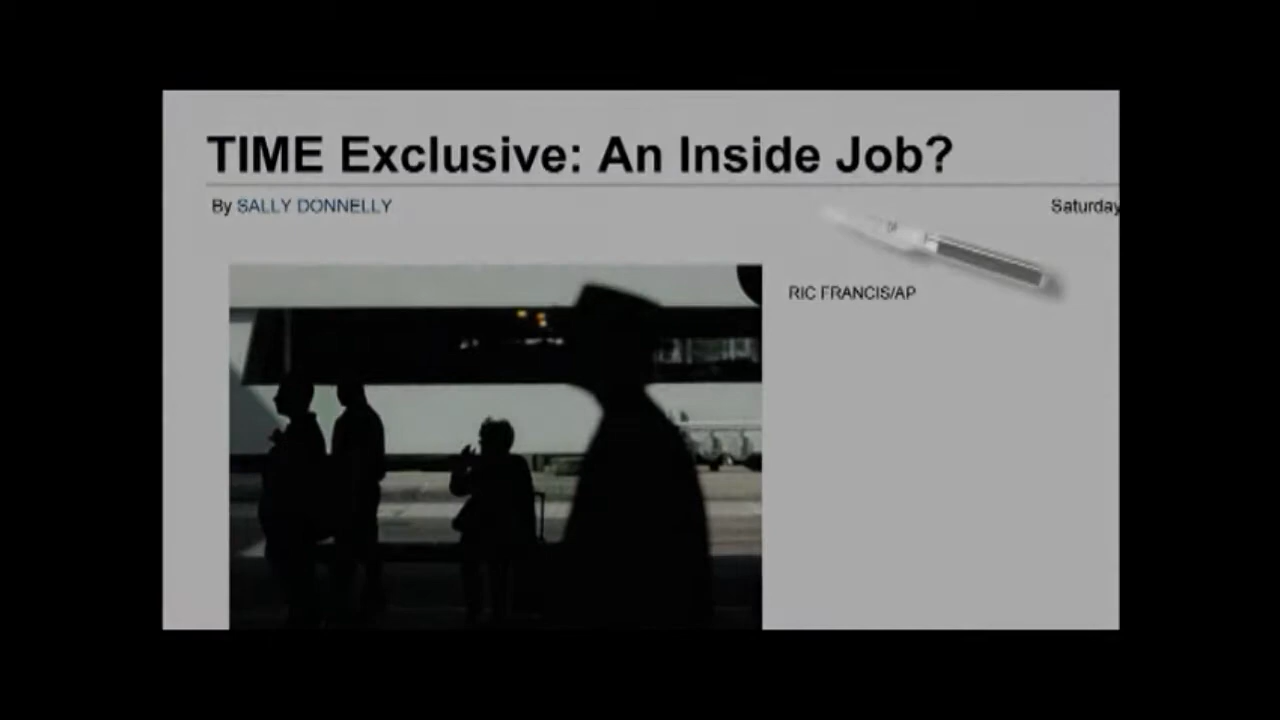 TIME Exclusive: An Inside Job?
By SALLY DONNELLY
Saturday
RIC FRANCIS/AP